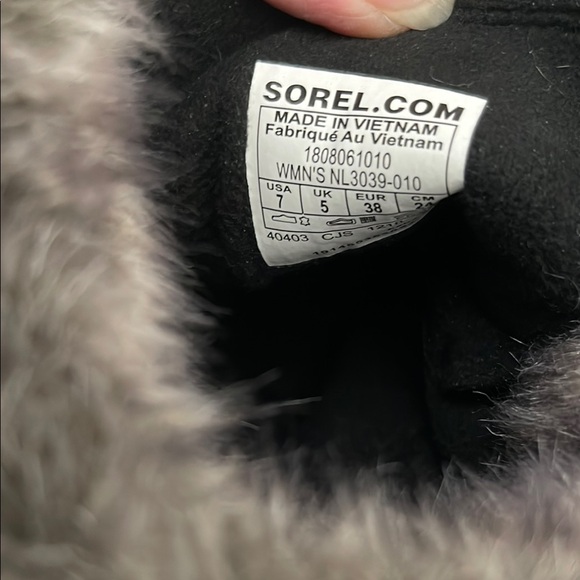 SOREL.COM
MADE IN VIETNAM
Fabriqué Au Vietnam
1808061010
WMN'S NL3039-010
USA UK EUR CM
7 5 38
40403 CJS